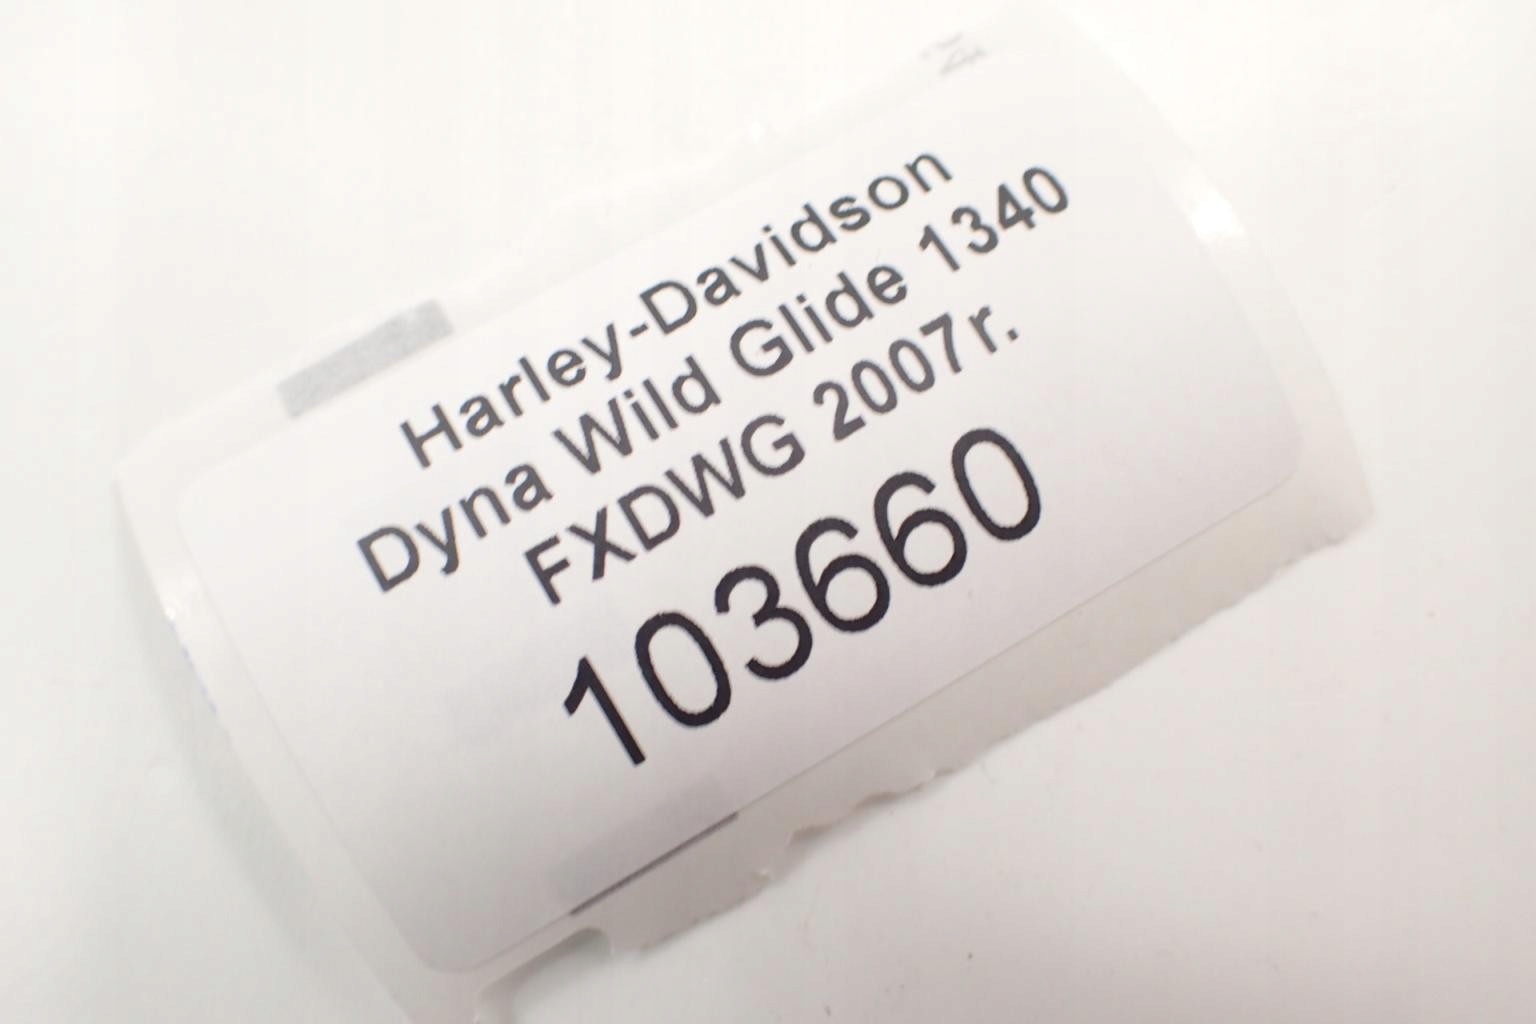 Harley-Davidson
Dyna Wild Glide 1340
FXDWG 2007r.
103660